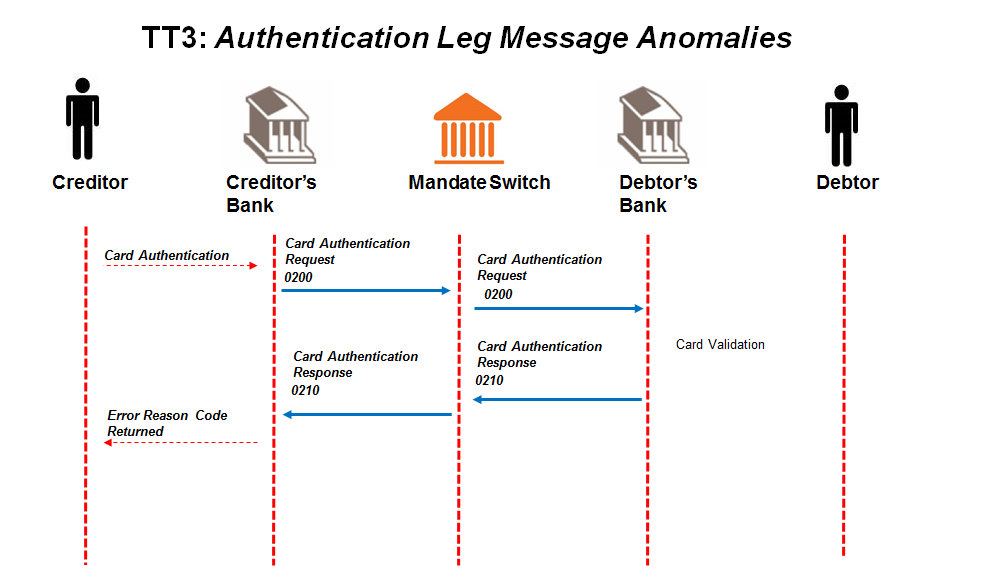 TT3: Authentication Leg Message Anomalies
Creditor
Creditor's
Bank
Mandate Switch
Debtor's
Bank
Debtor
Card Authentication
Card Authentication
Request
0200
Card Authentication
Request
0200
Card Validation
Card Authentication
Response
0210
Card Authentication
Response
0210
Error Reason Code
Returned